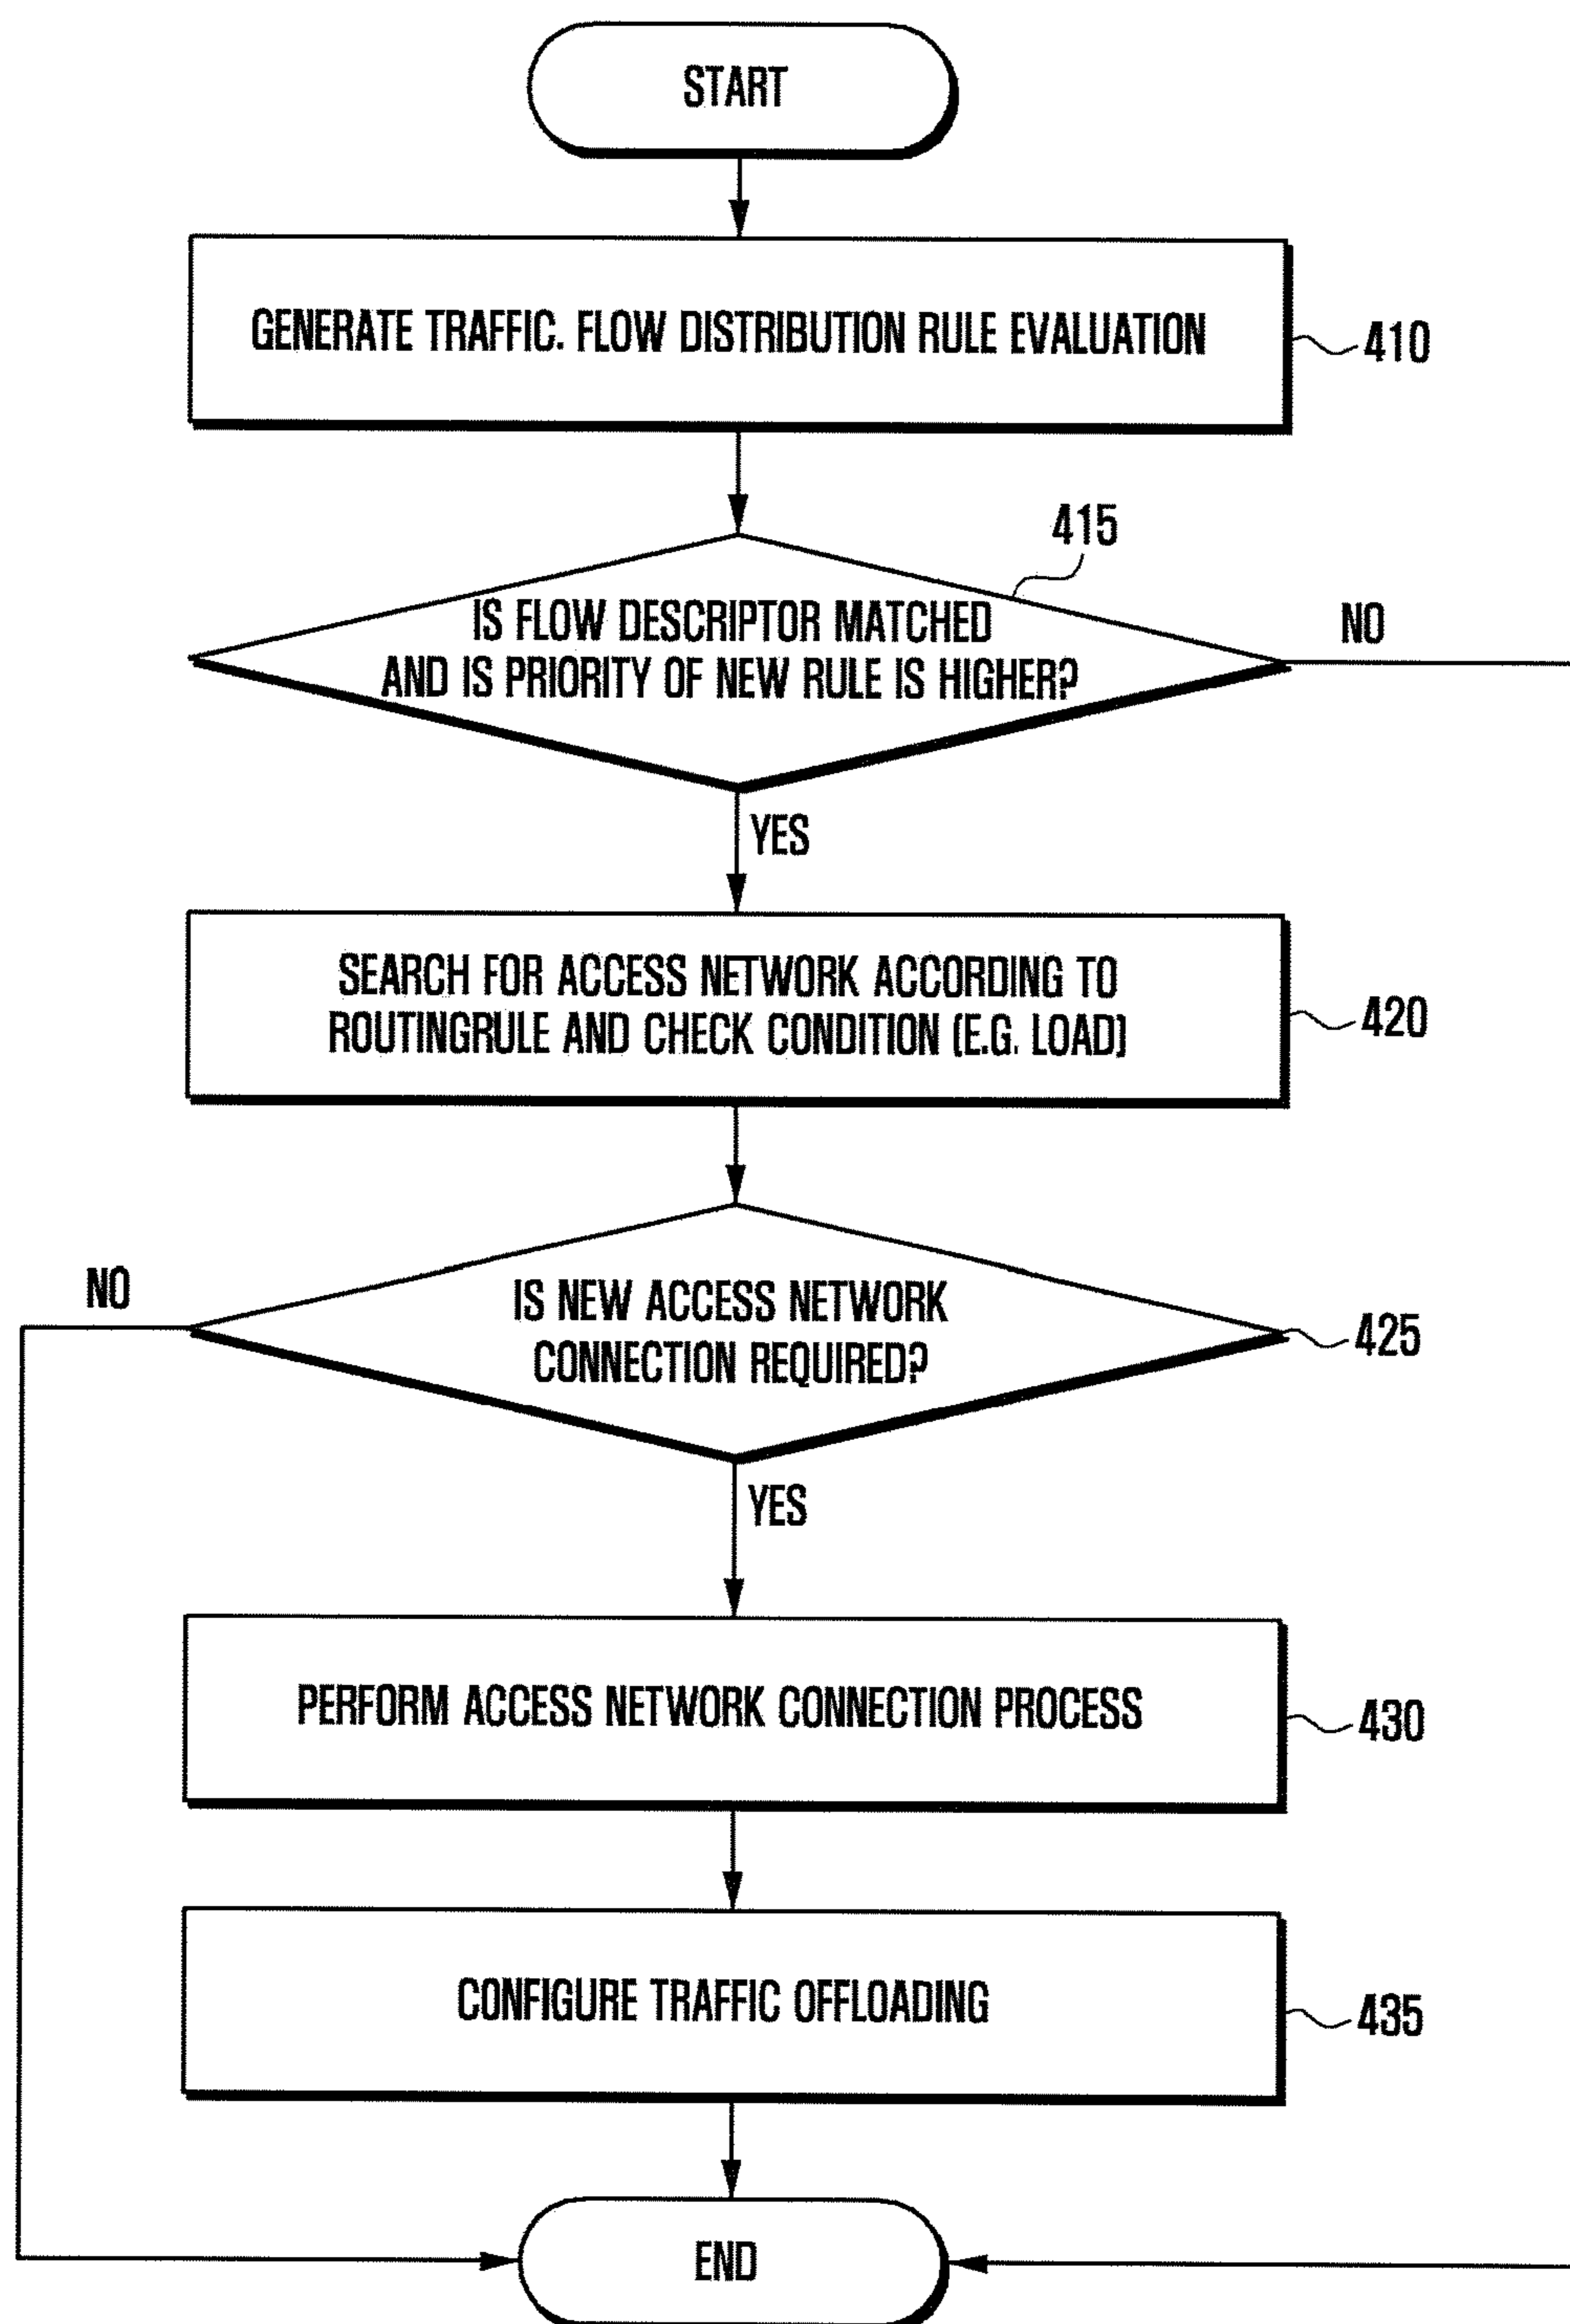 START
GENERATE TRAFFIC. FLOW DISTRIBUTION RULE EVALUATION
410
415
IS FLOW DESCRIPTOR MATCHED
AND IS PRIORITY OF NEW RULE IS HIGHER?
NO
YES
SEARCH FOR ACCESS NETWORK ACCORDING TO
ROUTINGRULE AND CHECK CONDITION (E.G. LOAD)
420
NO
IS NEW ACCESS NETWORK
CONNECTION REQUIRED?
425
YES
PERFORM ACCESS NETWORK CONNECTION PROCESS
430
CONFIGURE TRAFFIC OFFLOADING
435
END